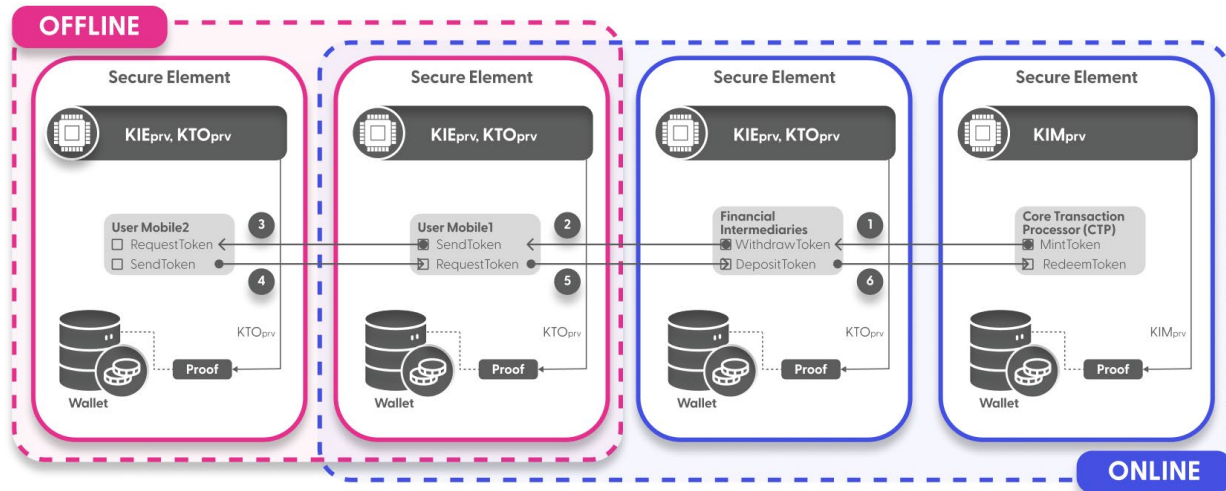 OFFLINE
Secure Element
KIEprv, KTOprv
User Mobile2
RequestToken
SendToken
3
4
KTOprv
Proof
Wallet
Secure Element
KIEprv, KTOprv
User Mobile1
SendToken
RequestToken
2
5
KTOprv
Proof
Wallet
Secure Element
KIEprv, KTOprv
Financial
Intermediaries
WithdrawToken
DepositToken
1
6
KTOprv
Proof
Wallet
Secure Element
KIMprv
Core Transaction
Processor (CTP)
MintToken
RedeemToken
KIMprv
Proof
Wallet
ONLINE